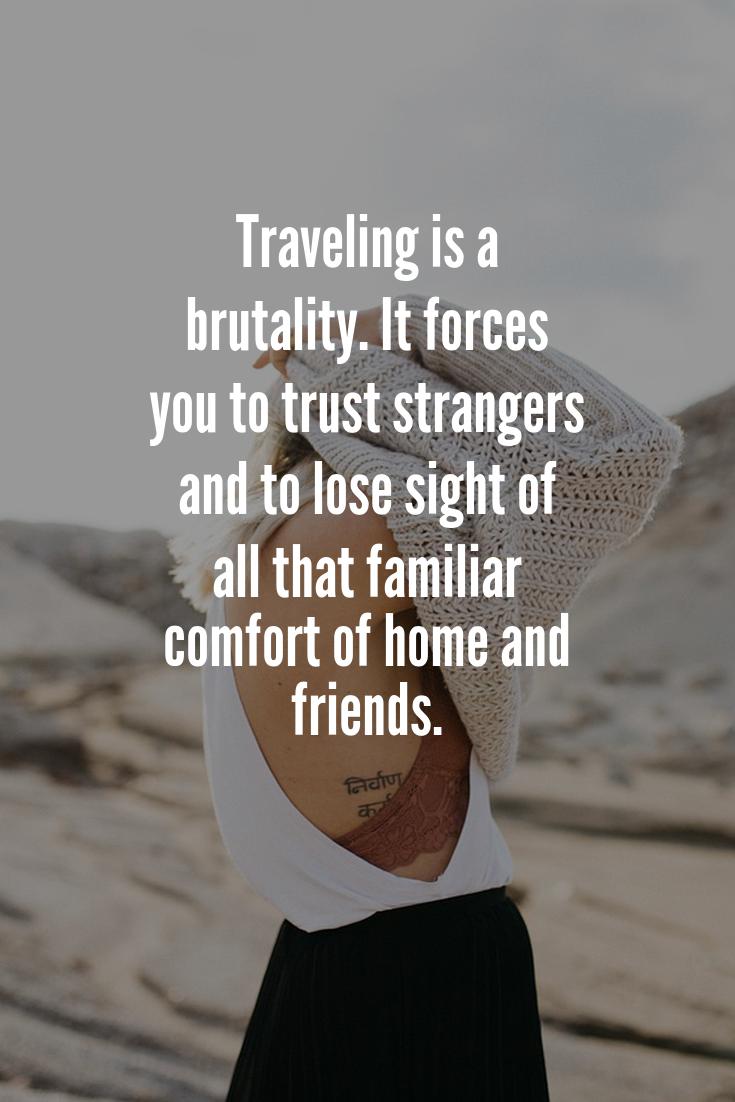 Traveling is a
brutality. It forces
you to trust strangers
and to lose sight of
all that familiar
comfort of home and
friends.
निर्वाण